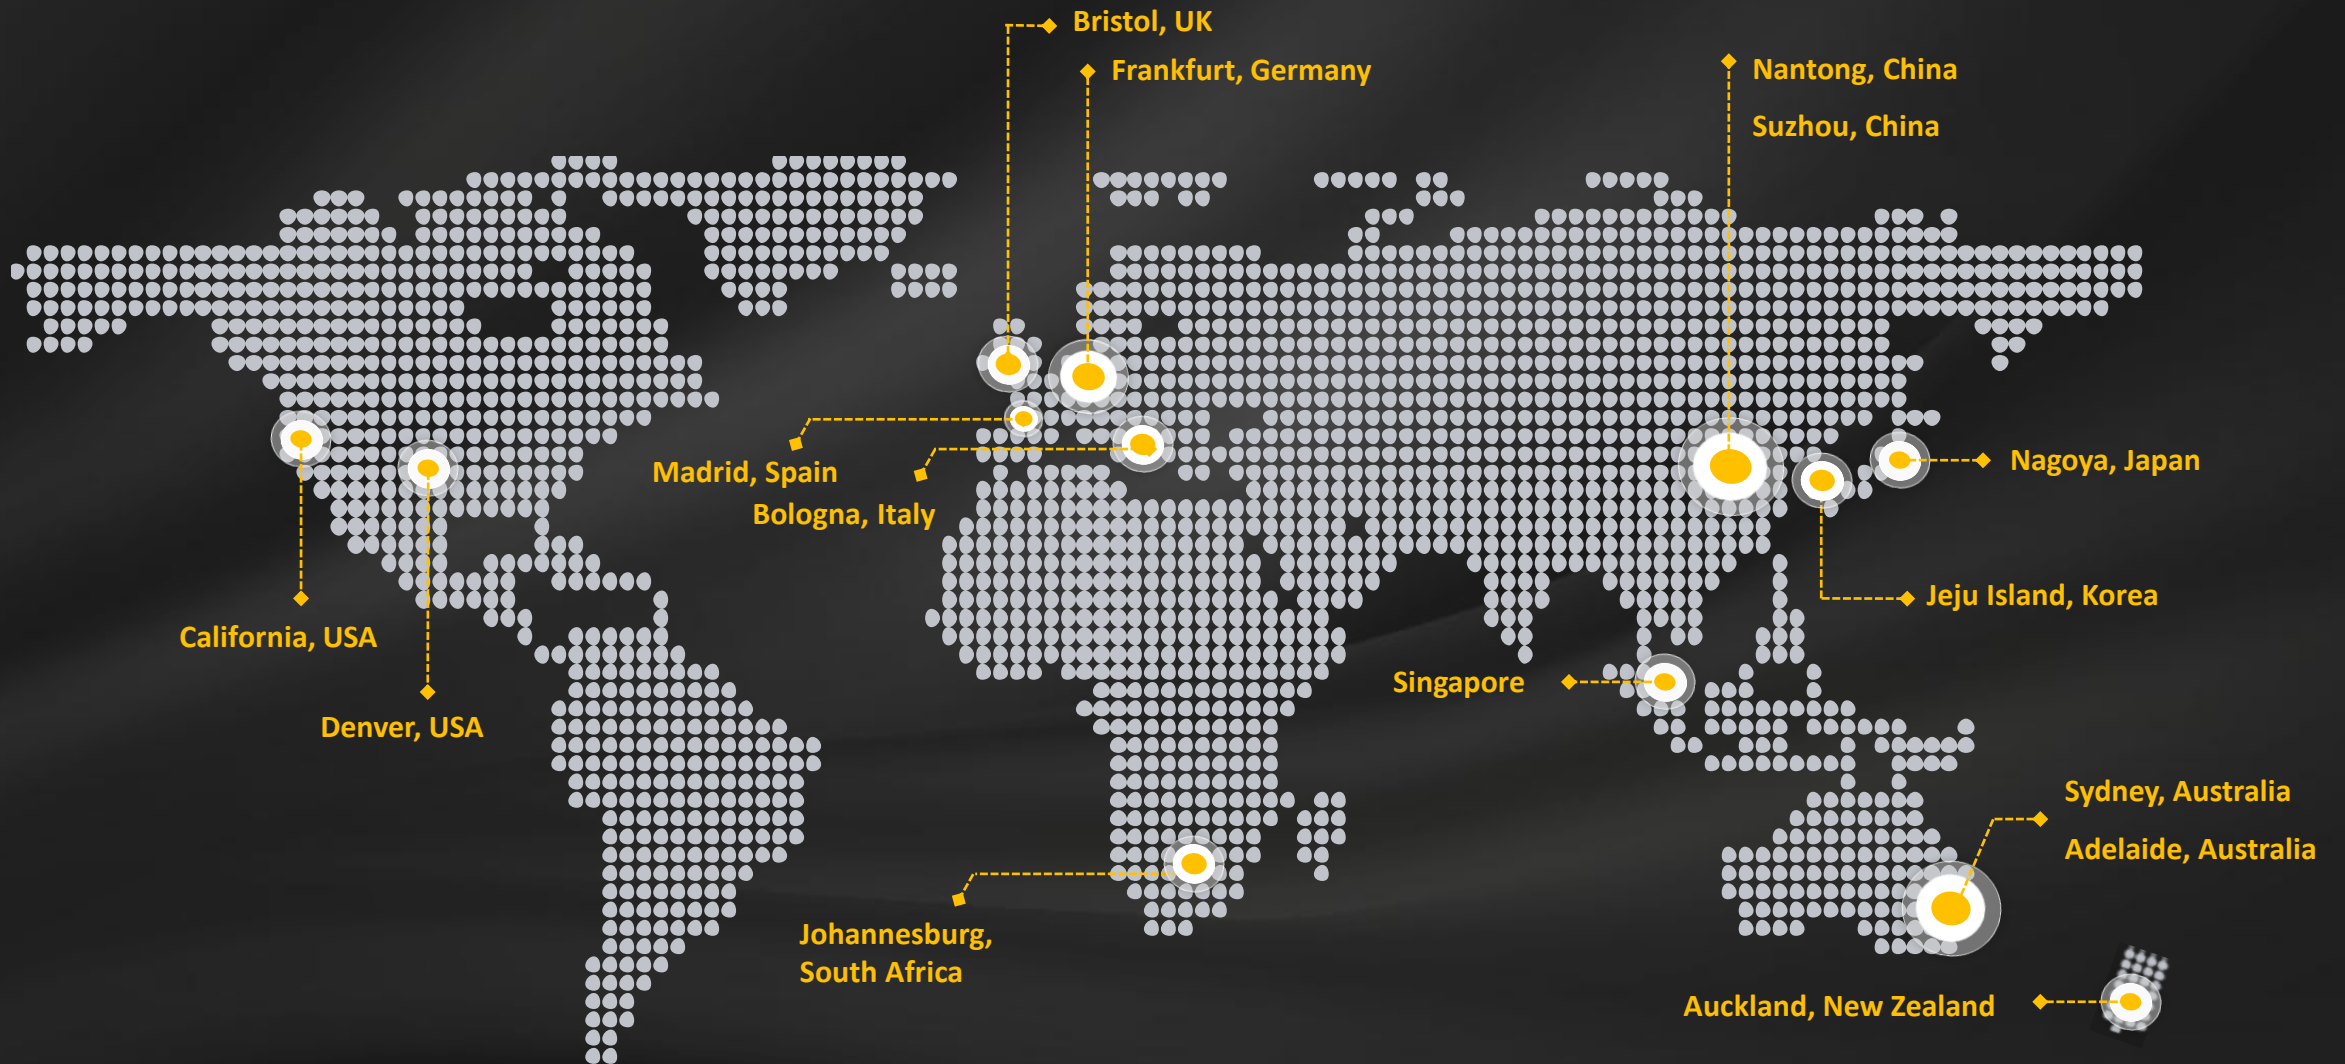 Bristol, UK
Frankfurt, Germany
Nantong, China
Suzhou, China
Madrid, Spain
Bologna, Italy
Nagoya, Japan
California, USA
Jeju Island, Korea
Denver, USA
Singapore
Sydney, Australia
Adelaide, Australia
Johannesburg,
South Africa
Auckland, New Zealand